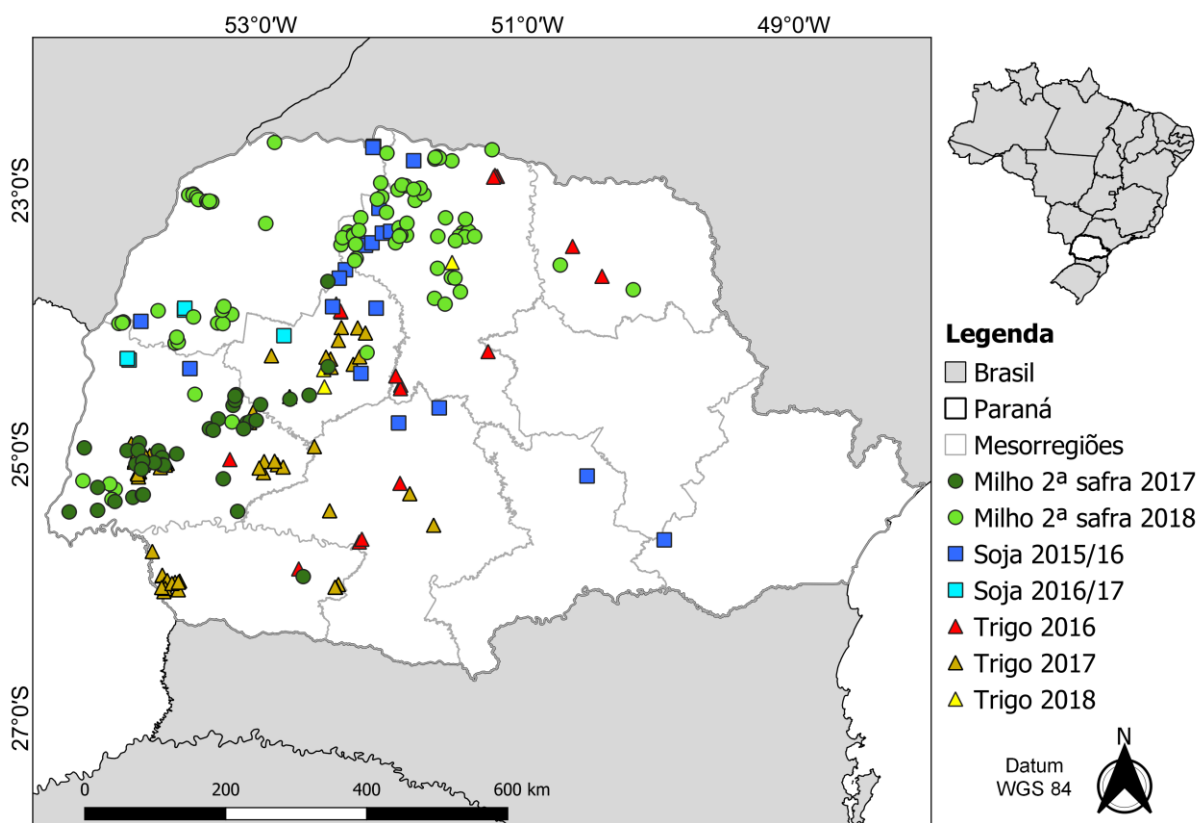 53°0'W 51°0'W 49°0'W
23°0'S
25°0'S
27°0'S
0 200 400 600 km
Legenda
Brasil
Paraná
Mesorregiões
Milho 2ª safra 2017
Milho 2ª safra 2018
Soja 2015/16
Soja 2016/17
Trigo 2016
Trigo 2017
Trigo 2018
Datum
WGS 84
N